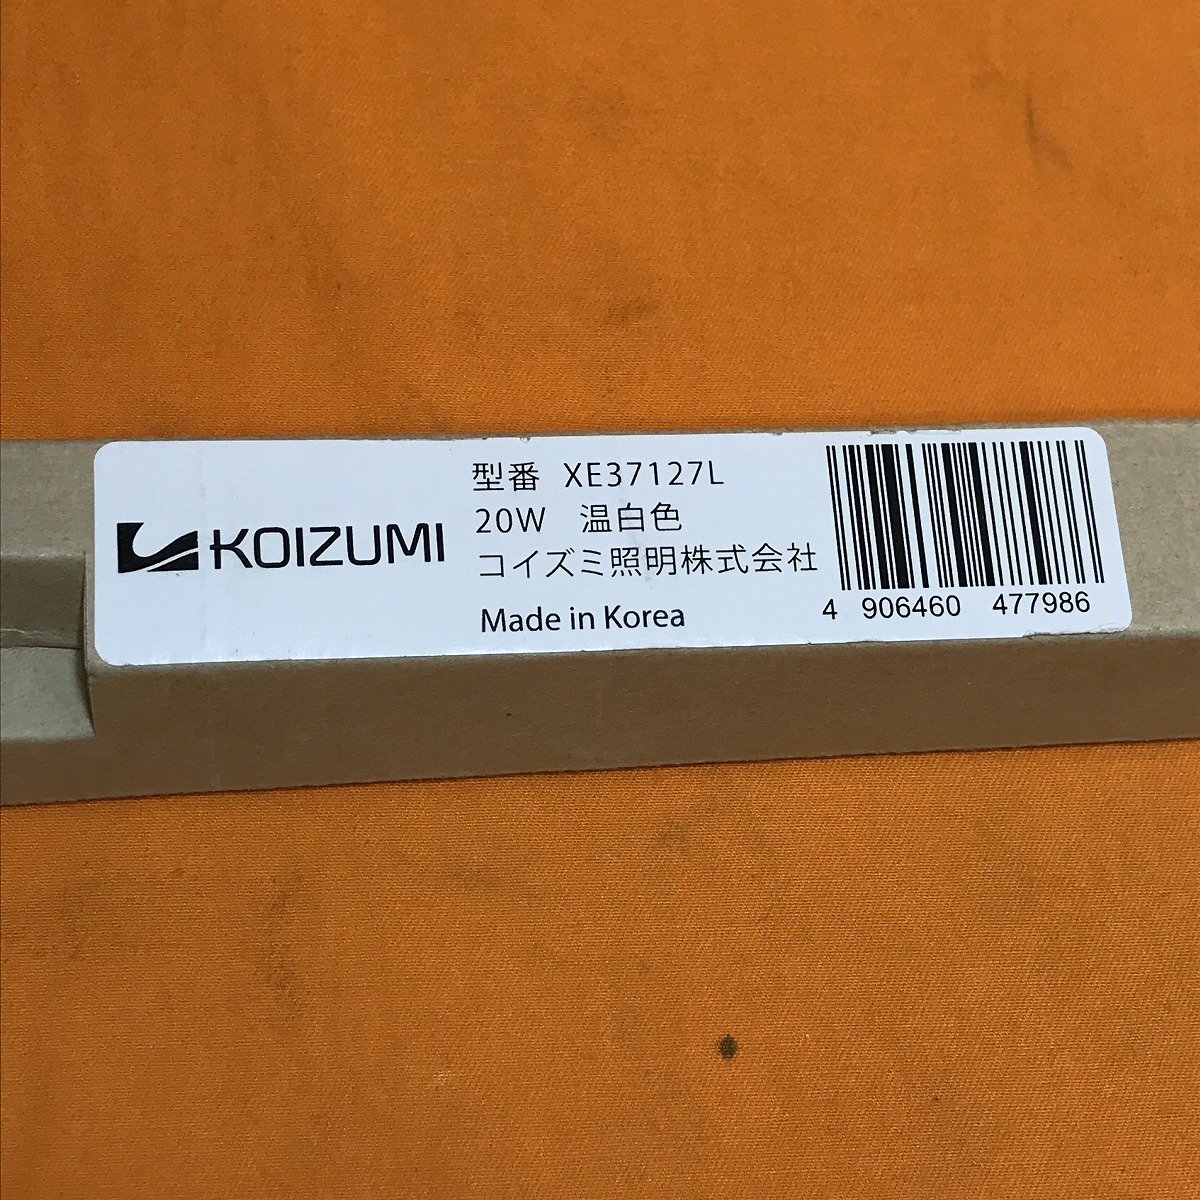 KOIZUMI
型番 XE37127L
20W 温白色
コイズミ照明株式会社
Made in Korea
4 906460 477986